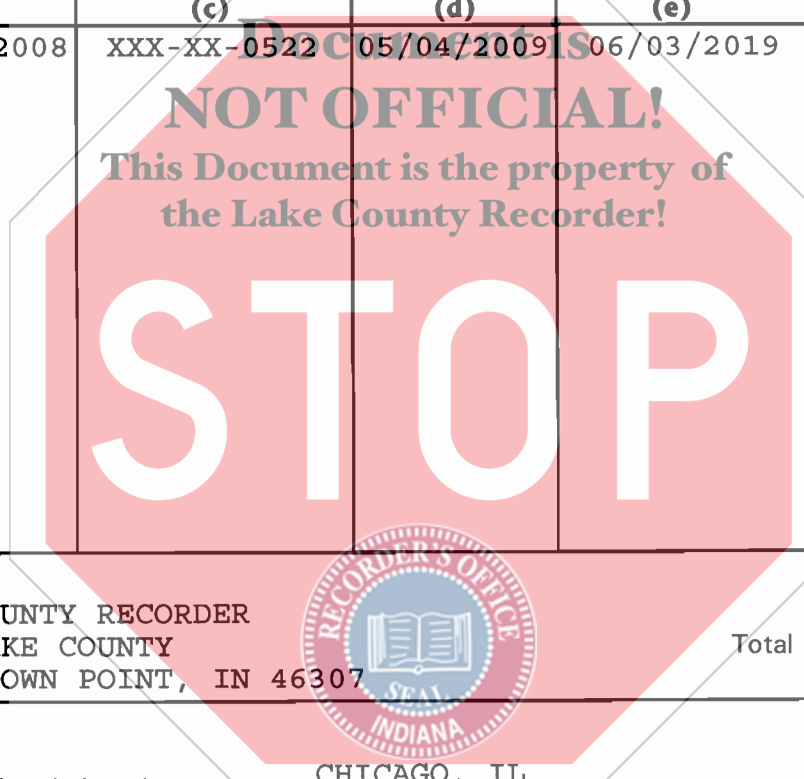 (c) (d) (e)
2008 XXX-XX-0522 05/04/2009 06/03/2019
Document is
NOT OFFICIAL!
This Document is the property of
the Lake County Recorder!
STOP
RECORDER'S OFFICE
SEAL
INDIANA
UNTY RECORDER
KE COUNTY
OWN POINT, IN 46307
Total
CHICAGO, IL